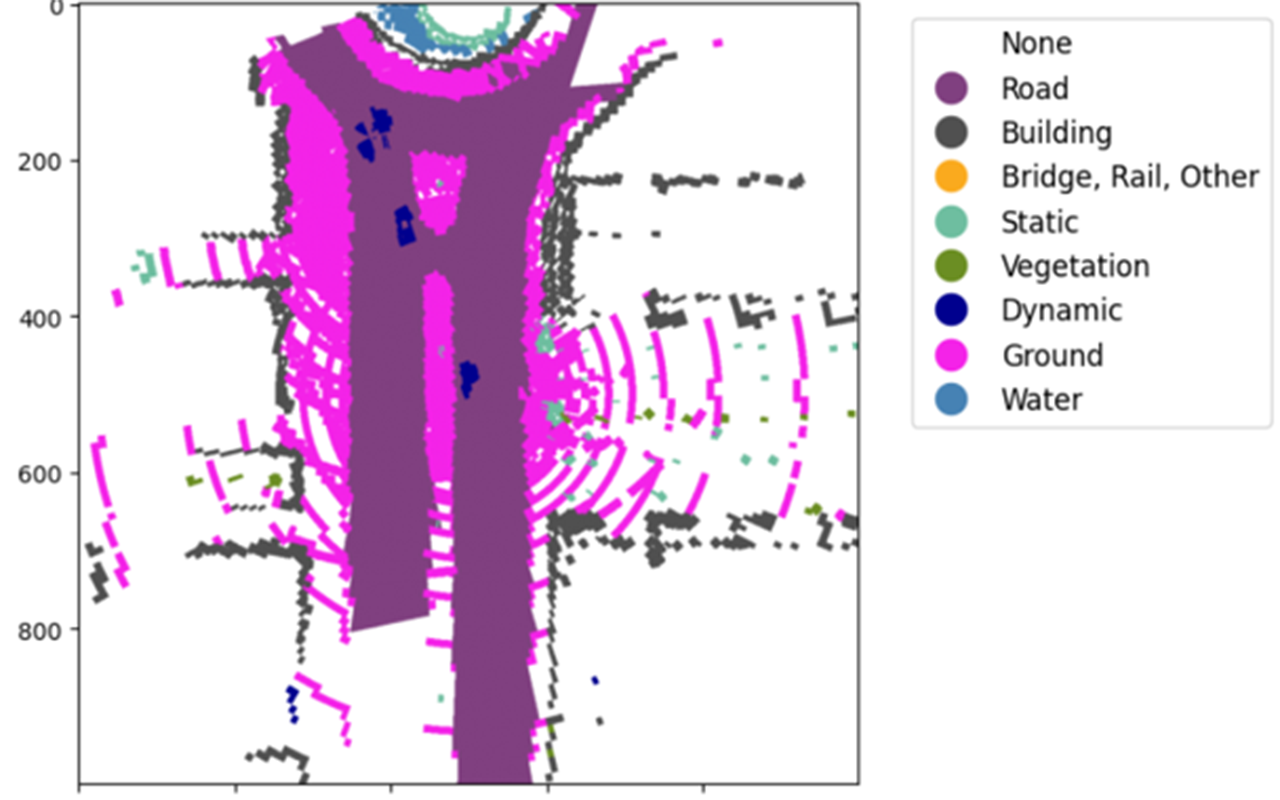 0
200
400
600
800
None
Road
Building
Bridge, Rail, Other
Static
Vegetation
Dynamic
Ground
Water